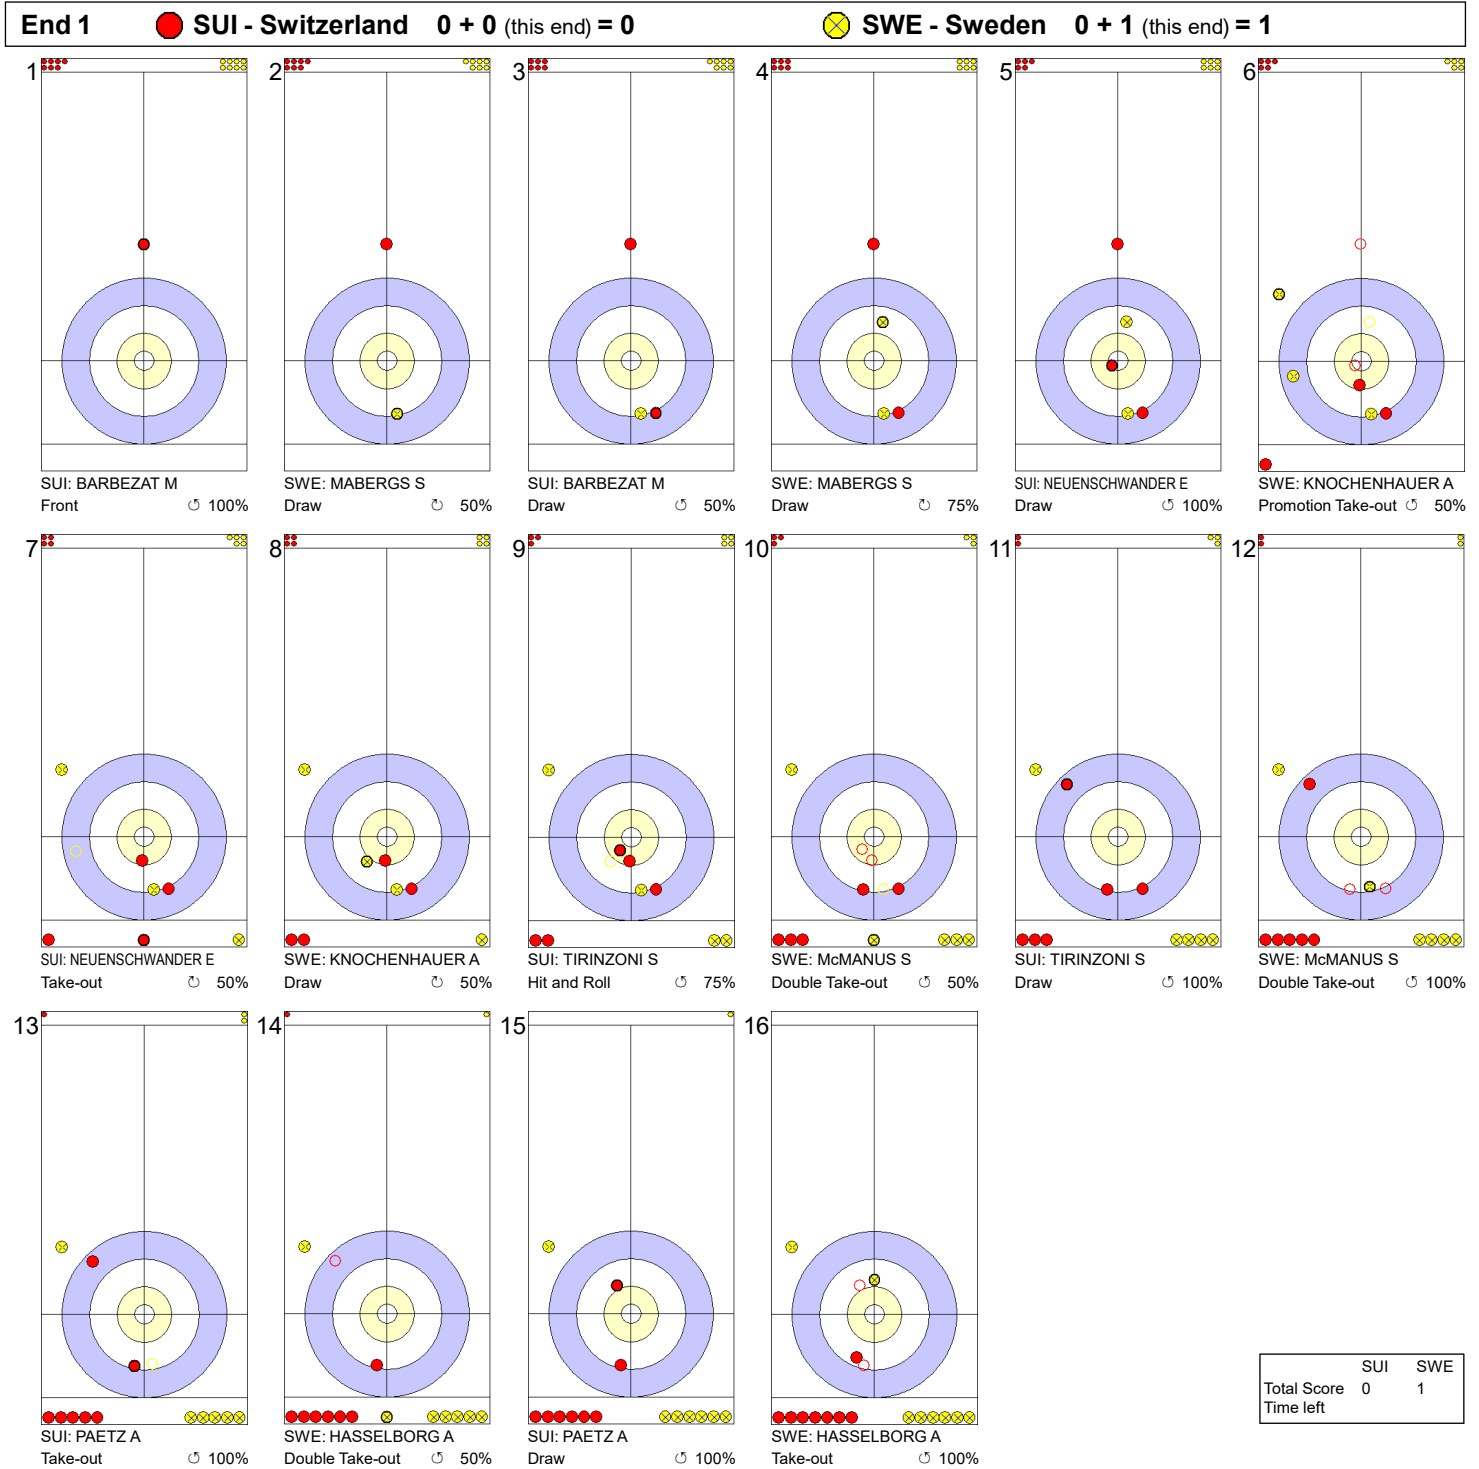 End 1 SUI - Switzerland 0 + 0 (this end) = 0 SWE - Sweden 0 + 1 (this end) = 1
1 2 3 4 5 6
SUI: BARBEZAT M SWE: MABERGS S SUI: BARBEZAT M SWE: MABERGS S SUI: NEUENSCHWANDER E SWE: KNOCHENHAUER A
Front ↺ 100% Draw ↻ 50% Draw ↺ 50% Draw ↻ 75% Draw ↺ 100% Promotion Take-out ↺ 50%
7 8 9 10 11 12
SUI: NEUENSCHWANDER E SWE: KNOCHENHAUER A SUI: TIRINZONI S SWE: McMANUS S SUI: TIRINZONI S SWE: McMANUS S
Take-out ↻ 50% Draw ↻ 50% Hit and Roll ↺ 75% Double Take-out ↺ 50% Draw ↺ 100% Double Take-out ↺ 100%
13 14 15 16
SUI SWE
Total Score 0 1
Time left
SUI: PAETZ A SWE: HASSELBORG A SUI: PAETZ A SWE: HASSELBORG A
Take-out ↺ 100% Double Take-out ↺ 50% Draw ↺ 100% Take-out ↺ 100%